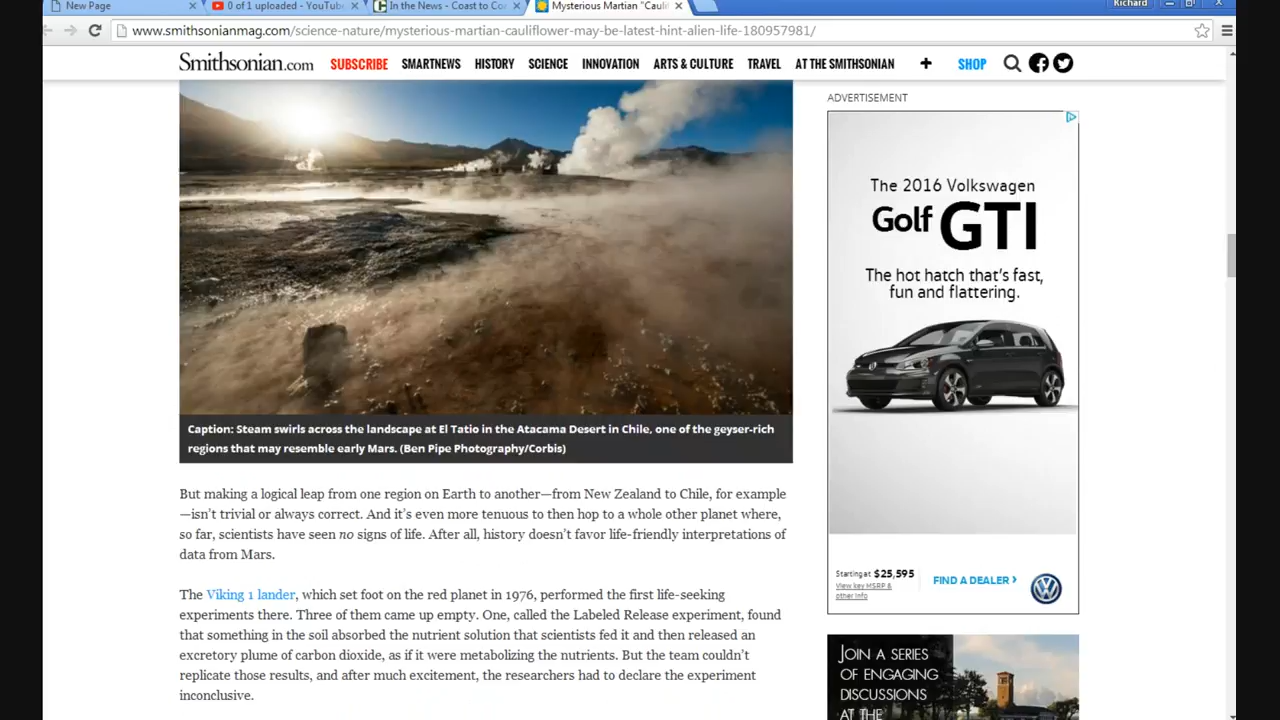 New Page
0 of 1 uploaded - YouTube
In the News - Coast to Coa
Mysterious Martian "Cauli
Richard
www.smithsonianmag.com/science-nature/mysterious-martian-cauliflower-may-be-latest-hint-alien-life-180957981/
Smithsonian.com SUBSCRIBE SMARTNEWS HISTORY SCIENCE INNOVATION ARTS & CULTURE TRAVEL AT THE SMITHSONIAN + SHOP
Caption: Steam swirls across the landscape at El Tatio in the Atacama Desert in Chile, one of the geyser-rich
regions that may resemble early Mars. (Ben Pipe Photography/Corbis)
But making a logical leap from one region on Earth to another—from New Zealand to Chile, for example
—isn't trivial or always correct. And it's even more tenuous to then hop to a whole other planet where,
so far, scientists have seen no signs of life. After all, history doesn't favor life-friendly interpretations of
data from Mars.
The Viking 1 lander, which set foot on the red planet in 1976, performed the first life-seeking
experiments there. Three of them came up empty. One, called the Labeled Release experiment, found
that something in the soil absorbed the nutrient solution that scientists fed it and then released an
excretory plume of carbon dioxide, as if it were metabolizing the nutrients. But the team couldn't
replicate those results, and after much excitement, the researchers had to declare the experiment
inconclusive.
ADVERTISEMENT
The 2016 Volkswagen
Golf GTI
The hot hatch that's fast,
fun and flattering.
Starting at $25,595
View key MSRP &
other Info
FIND A DEALER ›
JOIN A SERIES
OF ENGAGING
DISCUSSIONS
AT THE